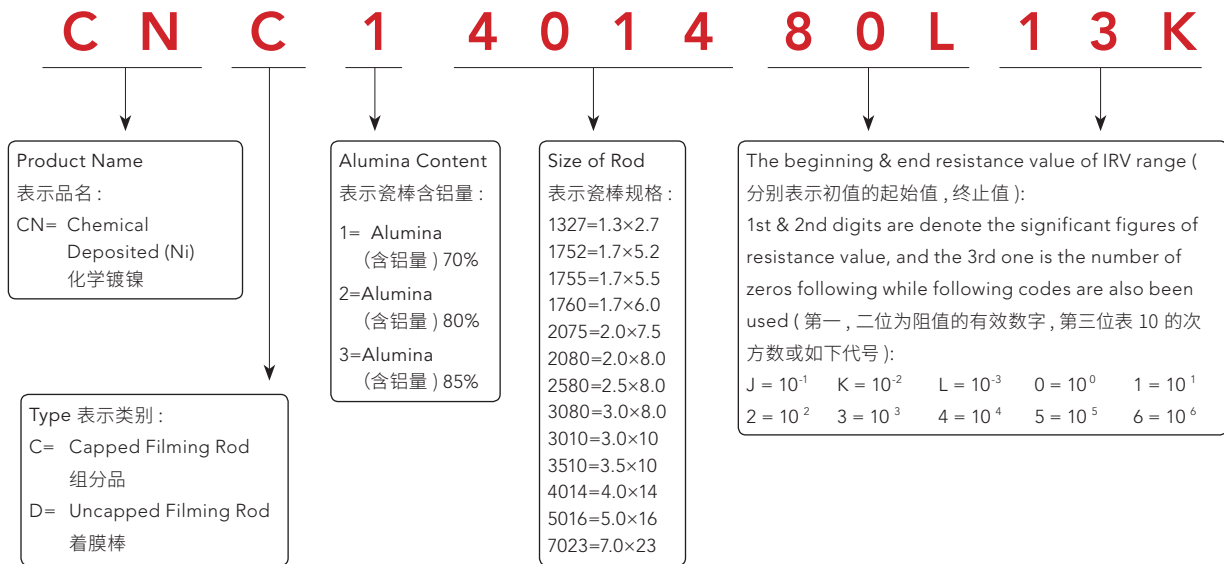 C N C 1 4 0 1 4 8 0 L 1 3 K
Product Name
表示品名 :
CN= Chemical
Deposited (Ni)
化学镀镍
Type 表示类别 :
C= Capped Filming Rod
组分品
D= Uncapped Filming Rod
着膜棒
Alumina Content
表示瓷棒含铝量 :
1= Alumina
(含铝量 ) 70%
2=Alumina
(含铝量 ) 80%
3=Alumina
(含铝量 ) 85%
Size of Rod
表示瓷棒规格 :
1327=1.3×2.7
1752=1.7×5.2
1755=1.7×5.5
1760=1.7×6.0
2075=2.0×7.5
2080=2.0×8.0
2580=2.5×8.0
3080=3.0×8.0
3010=3.0×10
3510=3.5×10
4014=4.0×14
5016=5.0×16
7023=7.0×23
The beginning & end resistance value of IRV range (
分别表示初值的起始值 , 终止值 ):
1st & 2nd digits are denote the significant figures of
resistance value, and the 3rd one is the number of
zeros following while following codes are also been
used ( 第一 , 二位为阻值的有效数字 , 第三位表 10 的次
方数或如下代号 ):
J = 10⁻¹ K = 10⁻² L = 10⁻³ 0 = 10⁰ 1 = 10¹
2 = 10² 3 = 10³ 4 = 10⁴ 5 = 10⁵ 6 = 10⁶